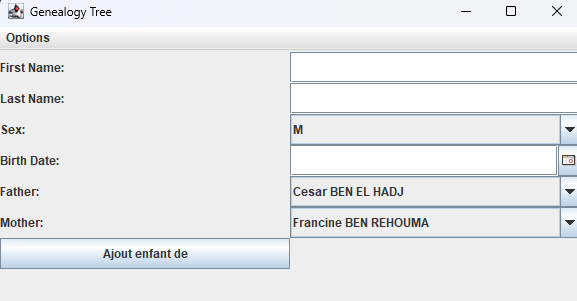 Genealogy Tree
Options
First Name:
Last Name:
Sex: M
Birth Date:
Father: Cesar BEN EL HADJ
Mother: Francine BEN REHOUMA
Ajout enfant de